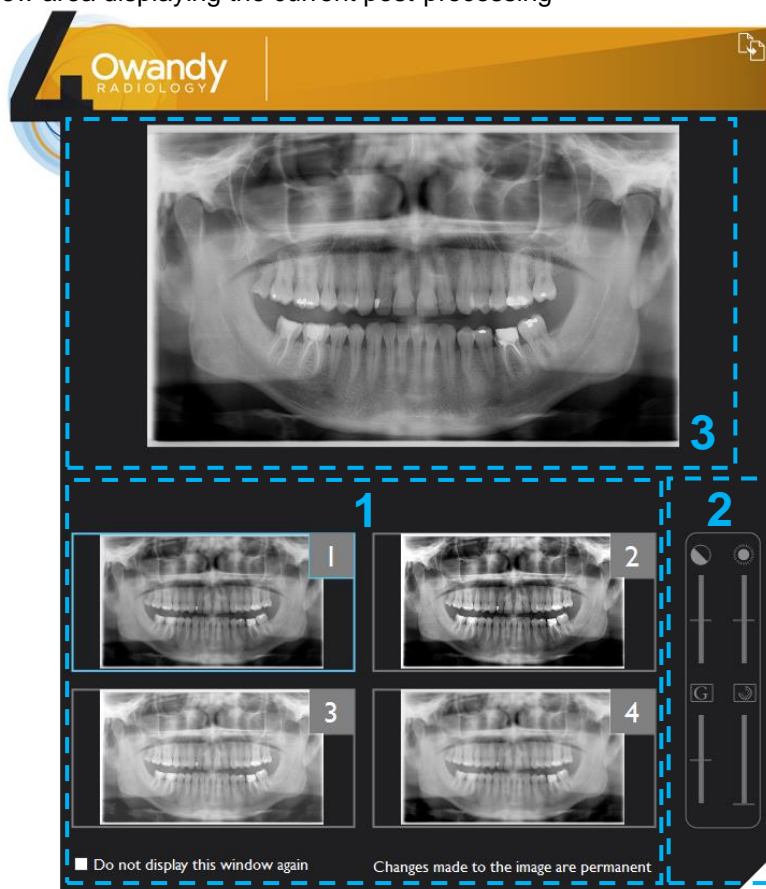 area displaying the current post-processing
4
Owandy
RADIOLOGY
3
1
2
1
2
3
4
G
Do not display this window again
Changes made to the image are permanent